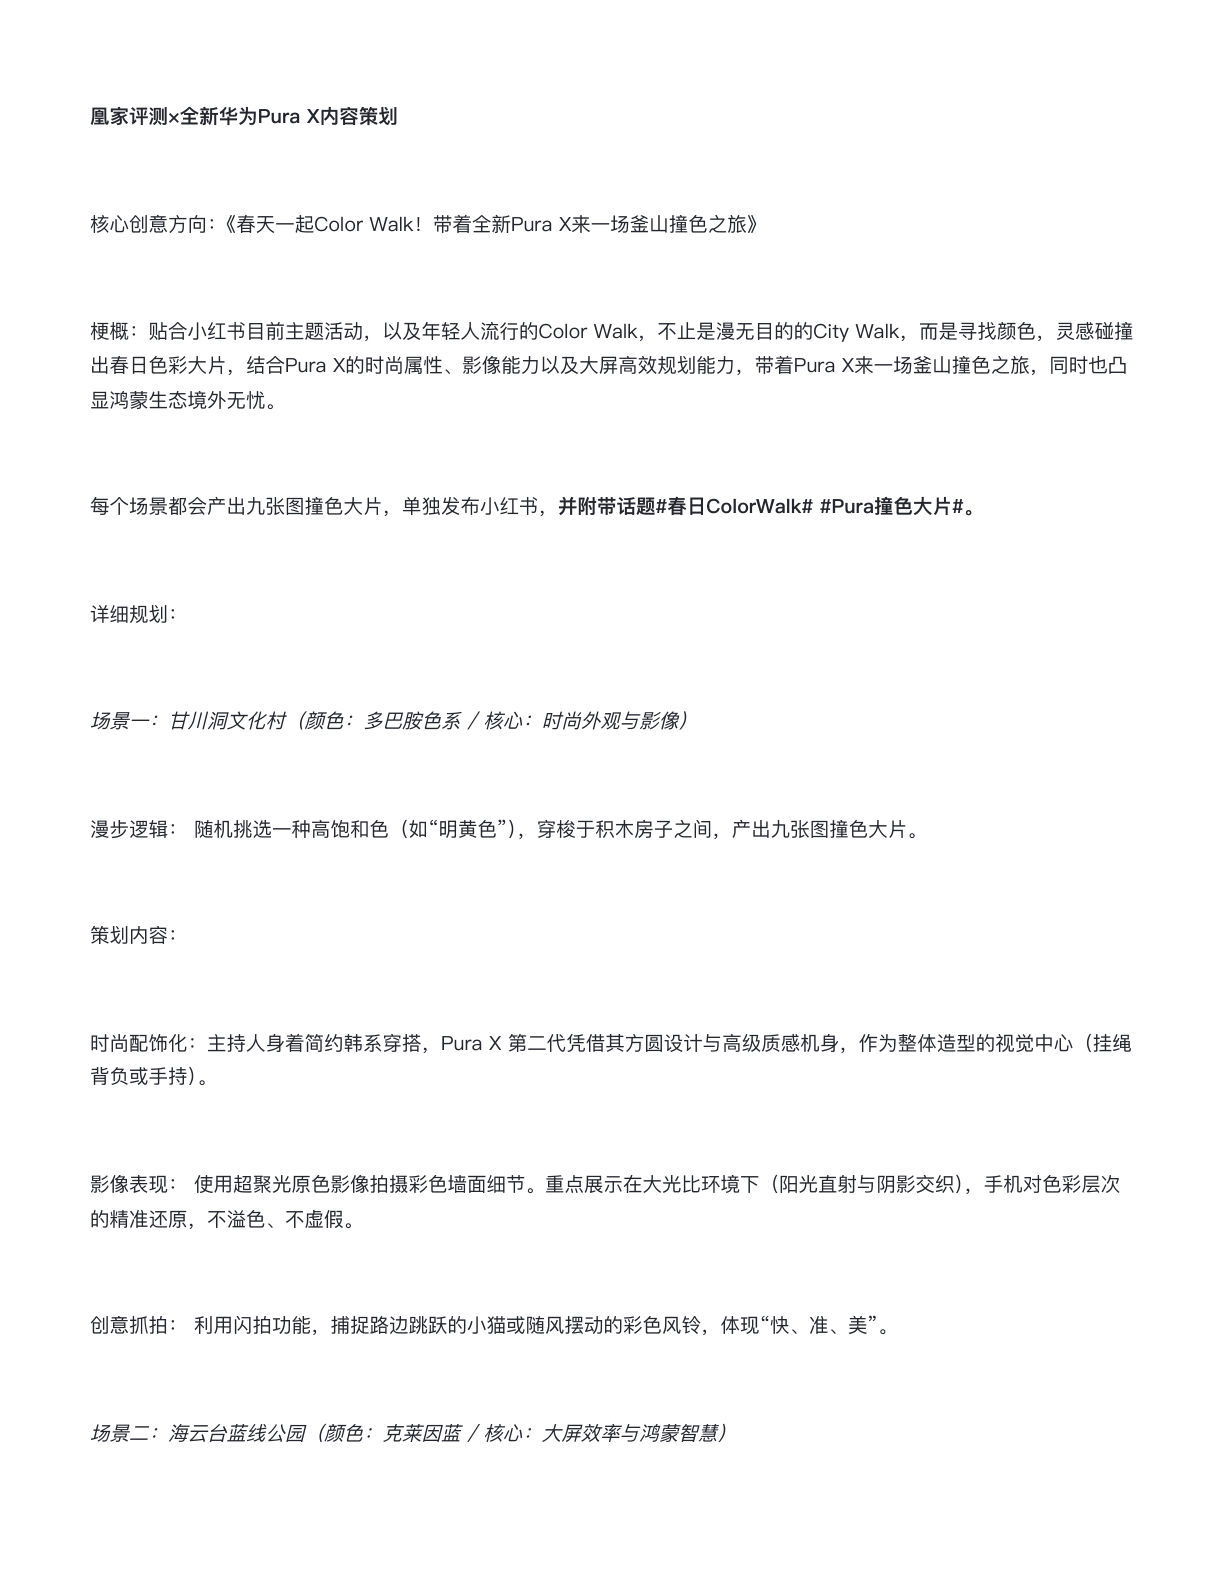 凰家评测×全新华为Pura X内容策划
核心创意方向：《春天一起Color Walk！带着全新Pura X来一场釜山撞色之旅》
梗概：贴合小红书目前主题活动，以及年轻人流行的Color Walk，不止是漫无目的的City Walk，而是寻找颜色，灵感碰撞
出春日色彩大片，结合Pura X的时尚属性、影像能力以及大屏高效规划能力，带着Pura X来一场釜山撞色之旅，同时也凸
显鸿蒙生态境外无忧。
每个场景都会产出九张图撞色大片，单独发布小红书，并附带话题#春日ColorWalk# #Pura撞色大片#。
详细规划：
场景一：甘川洞文化村（颜色：多巴胺色系 / 核心：时尚外观与影像）
漫步逻辑： 随机挑选一种高饱和色（如“明黄色”），穿梭于积木房子之间，产出九张图撞色大片。
策划内容：
时尚配饰化：主持人身着简约韩系穿搭，Pura X 第二代凭借其方圆设计与高级质感机身，作为整体造型的视觉中心（挂绳
背负或手持）。
影像表现： 使用超聚光原色影像拍摄彩色墙面细节。重点展示在大光比环境下（阳光直射与阴影交织），手机对色彩层次
的精准还原，不溢色、不虚假。
创意抓拍： 利用闪拍功能，捕捉路边跳跃的小猫或随风摆动的彩色风铃，体现“快、准、美”。
场景二：海云台蓝线公园（颜色：克莱因蓝 / 核心：大屏效率与鸿蒙智慧）